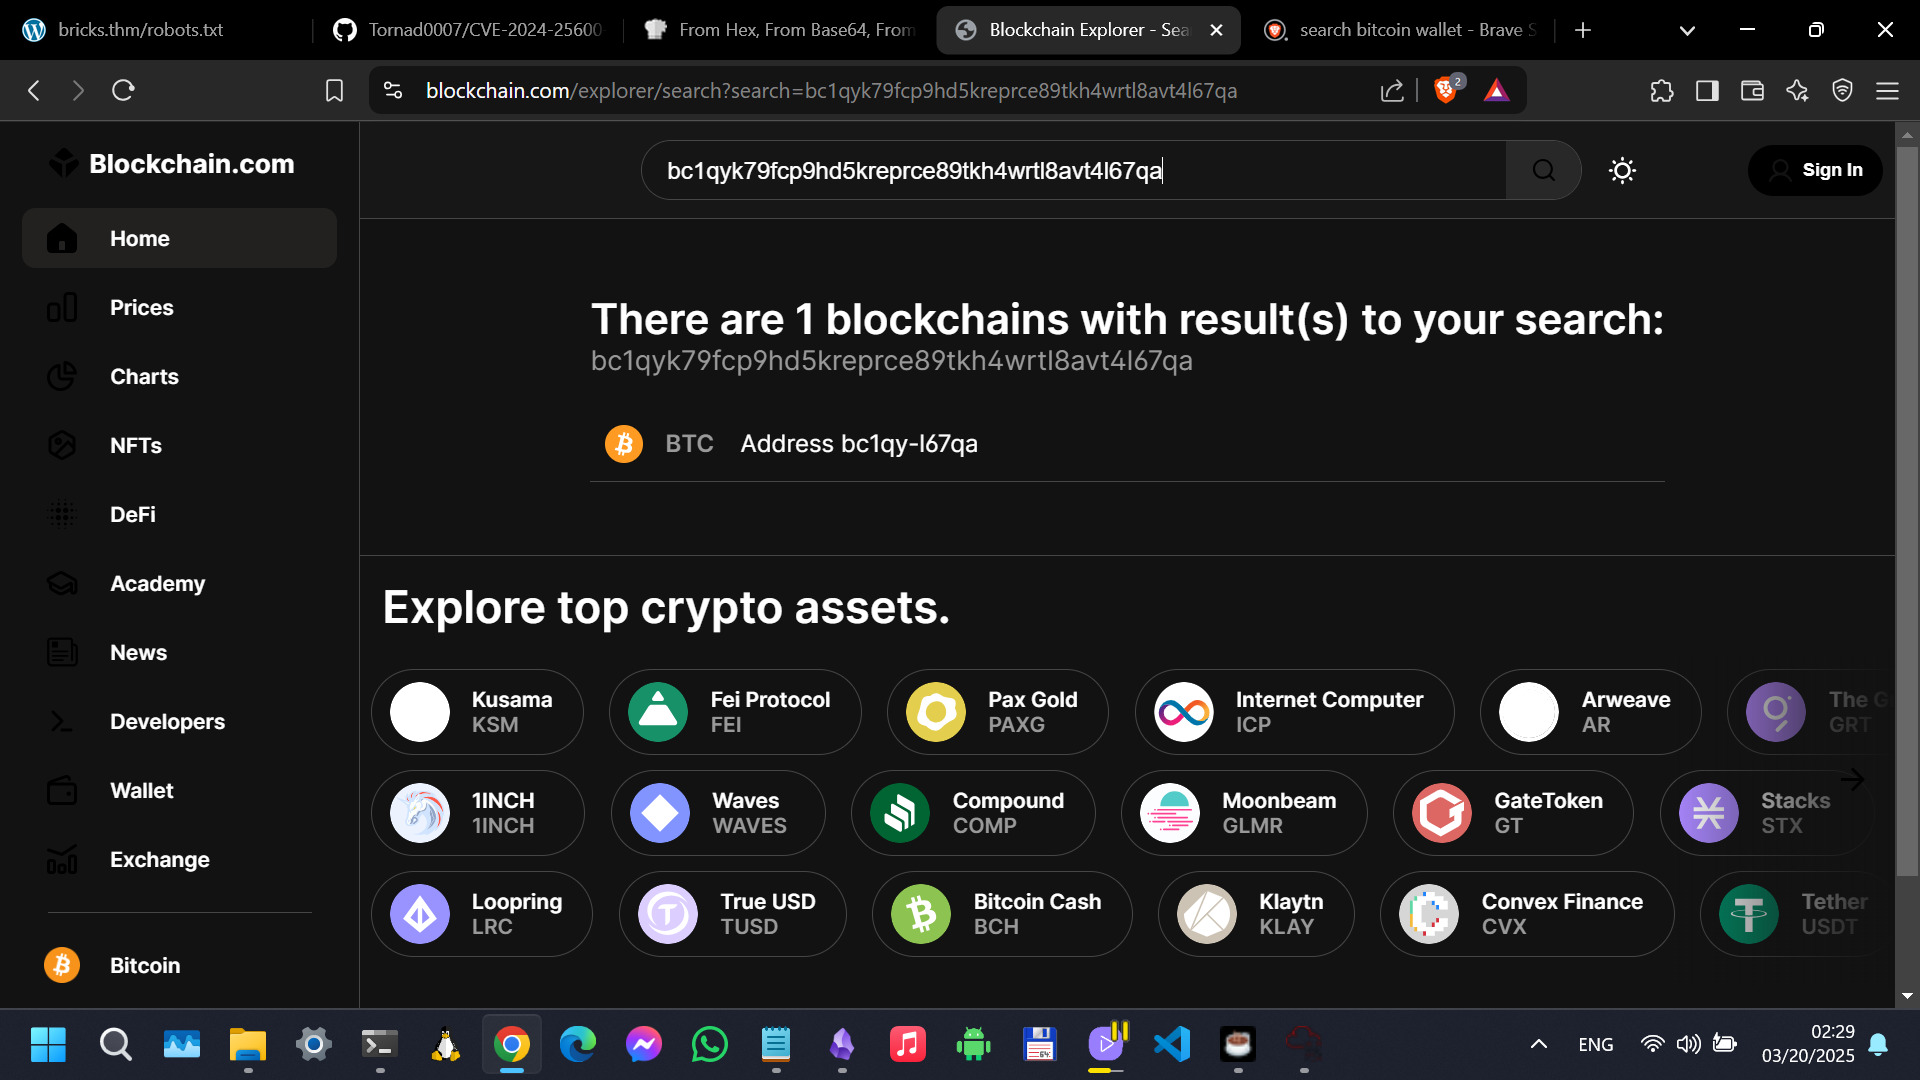 bricks.thm/robots.txt
Tornad0007/CVE-2024-25600
From Hex, From Base64, From
Blockchain Explorer - Sea
search bitcoin wallet - Brave S
blockchain.com/explorer/search?search=bc1qyk79fcp9hd5kreprce89tkh4wrtl8avt4l67qa
2
Blockchain.com
bc1qyk79fcp9hd5kreprce89tkh4wrtl8avt4l67qa
Sign In
Home
Prices
Charts
NFTs
DeFi
Academy
News
Developers
Wallet
Exchange
Bitcoin
There are 1 blockchains with result(s) to your search:
bc1qyk79fcp9hd5kreprce89tkh4wrtl8avt4l67qa
BTC Address bc1qy-l67qa
Explore top crypto assets.
Kusama
KSM
Fei Protocol
FEI
Pax Gold
PAXG
Internet Computer
ICP
Arweave
AR
The G
GRT
1INCH
1INCH
Waves
WAVES
Compound
COMP
Moonbeam
GLMR
GateToken
GT
Stacks
STX
Loopring
LRC
True USD
TUSD
Bitcoin Cash
BCH
Klaytn
KLAY
Convex Finance
CVX
Tether
USDT
64
ENG
02:29
03/20/2025